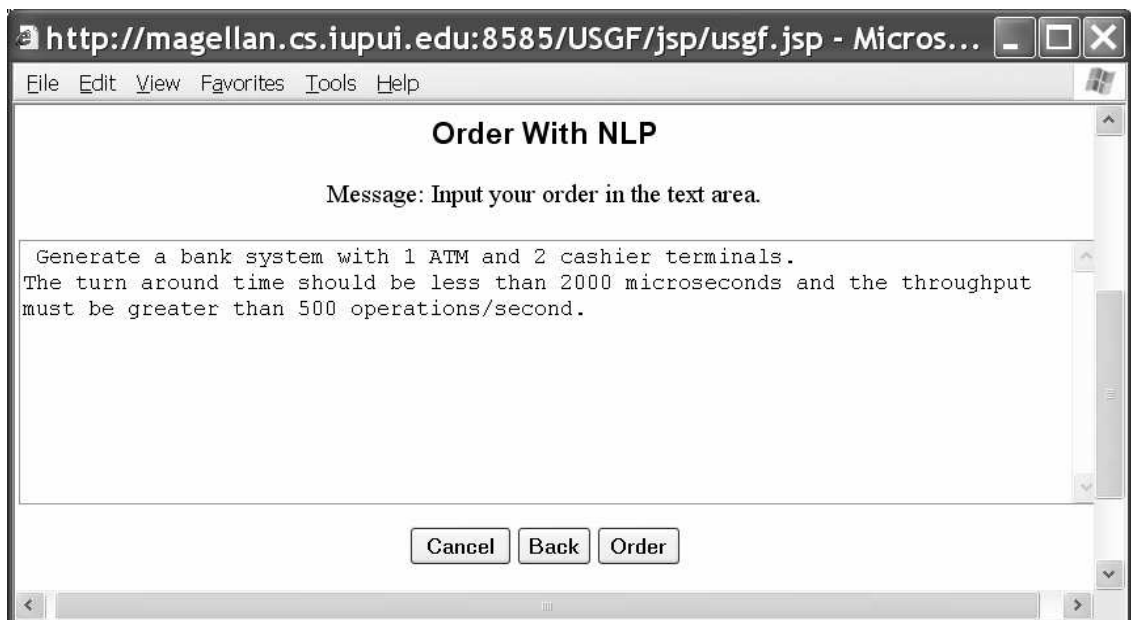 http://magellan.cs.iupui.edu:8585/USGF/jsp/usgf.jsp - Micros...
File Edit View Favorites Tools Help
Order With NLP
Message: Input your order in the text area.
Generate a bank system with 1 ATM and 2 cashier terminals.
The turn around time should be less than 2000 microseconds and the throughput
must be greater than 500 operations/second.
Cancel Back Order